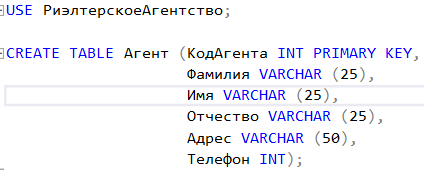 USE РиэлтерскоеАгентство;
CREATE TABLE Агент (КодАгента INT PRIMARY KEY,
Фамилия VARCHAR (25),
Имя VARCHAR (25),
Отчество VARCHAR (25),
Адрес VARCHAR (50),
Телефон INT);